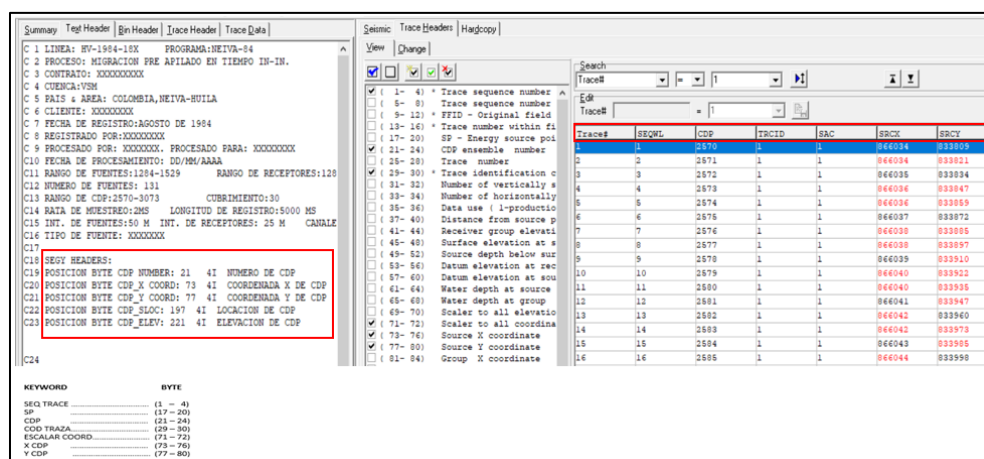 Summary Text Header Bin Header Trace Header Trace Data
C 1 LINEA: HV-1984-18X PROGRAMA:NEIVA-84
C 2 PROCESO: MIGRACION PRE APILADO EN TIEMPO IN-IN.
C 3 CONTRATO: XXXXXXXXX
C 4 CUENCA:VSM
C 5 PAIS & AREA: COLOMBIA,NEIVA-HUILA
C 6 CLIENTE: XXXXXXXX
C 7 FECHA DE REGISTRO:AGOSTO DE 1984
C 8 REGISTRADO POR:XXXXXXXX
C 9 PROCESADO POR: XXXXXXX. PROCESADO PARA: XXXXXXXX
C10 FECHA DE PROCESAMIENTO: DD/MM/AAAA
C11 RANGO DE FUENTES:1284-1529 RANGO DE RECEPTORES:128
C12 NUMERO DE FUENTES: 131
C13 RANGO DE CDP:2570-3073 CUBRIMIENTO:30
C14 RATA DE MUESTREO:2MS LONGITUD DE REGISTRO:5000 MS
C15 INT. DE FUENTES:50 M INT. DE RECEPTORES: 25 M CANALE
C16 TIPO DE FUENTE: XXXXXXX
C17
C18 SEGY HEADERS:
C19 POSICION BYTE CDP NUMBER: 21 4I NUMERO DE CDP
C20 POSICION BYTE CDP_X COORD: 73 4I COORDENADA X DE CDP
C21 POSICION BYTE CDP_Y COORD: 77 4I COORDENADA Y DE CDP
C22 POSICION BYTE CDP_SLOC: 197 4I LOCACION DE CDP
C23 POSICION BYTE CDP_ELEV: 221 4I ELEVACION DE CDP
C24
Seismic Trace Headers Hardcopy
View Change
( 1- 4) * Trace sequence number
( 5- 8) Trace sequence number
( 9- 12) * FFID - Original field
( 13- 16) * Trace number within fi
( 17- 20) SP - Energy source poi
( 21- 24) CDP ensemble number
( 25- 28) Trace number
( 29- 30) * Trace identification c
( 31- 32) Number of vertically s
( 33- 34) Number of horizontally
( 35- 36) Data use ( 1-productio
( 37- 40) Distance from source p
( 41- 44) Receiver group elevati
( 45- 48) Surface elevation at s
( 49- 52) Source depth below sur
( 53- 56) Datum elevation at rec
( 57- 60) Datum elevation at sou
( 61- 64) Water depth at source
( 65- 68) Water depth at group
( 69- 70) Scaler to all elevatio
( 71- 72) Scaler to all coordina
( 73- 76) Source X coordinate
( 77- 80) Source Y coordinate
( 81- 84) Group X coordinate
Search
Trace# = 1
Edit
Trace# = 1
Trace# SEQWL CDP TRCID SAC SRCX SRCY
1 1 2570 1 1 866034 833809
2 2 2571 1 1 866034 833821
3 3 2572 1 1 866035 833834
4 4 2573 1 1 866036 833847
5 5 2574 1 1 866036 833859
6 6 2575 1 1 866037 833872
7 7 2576 1 1 866038 833885
8 8 2577 1 1 866038 833897
9 9 2578 1 1 866039 833910
10 10 2579 1 1 866040 833922
11 11 2580 1 1 866040 833935
12 12 2581 1 1 866041 833947
13 13 2582 1 1 866042 833960
14 14 2583 1 1 866042 833973
15 15 2584 1 1 866043 833985
16 16 2585 1 1 866044 833998
KEYWORD BYTE
SEQ TRACE (1 – 4)
SP (17 – 20)
CDP (21 – 24)
COD TRAZA (29 – 30)
ESCALAR COORD (71 – 72)
X CDP (73 – 76)
Y CDP (77 – 80)